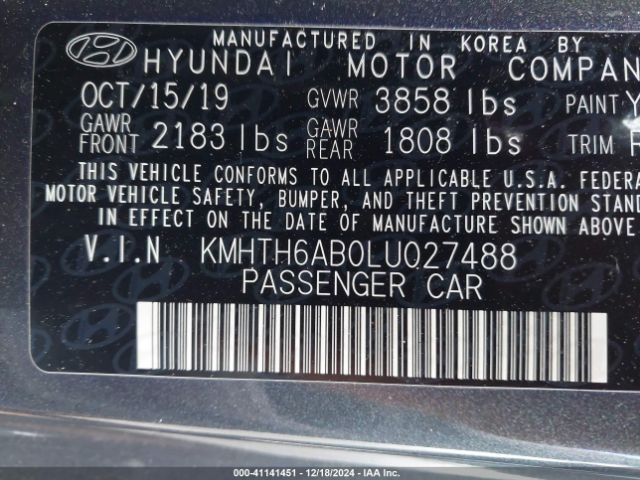 MANUFACTURED IN KOREA BY
HYUNDAI MOTOR COMPAN
OCT/15/19 GVWR 3858 lbs PAINT
GAWR FRONT 2183 lbs GAWR REAR 1808 lbs TRIM
THIS VEHICLE CONFORMS TO ALL APPLICABLE U.S.A. FEDERA
MOTOR VEHICLE SAFETY, BUMPER, AND THEFT PREVENTION STAND
IN EFFECT ON THE DATE OF MANUFACTURE SHOWN ABOVE
V.I.N KMHTH6AB0LU027488
PASSENGER CAR
000-41141451 - 12/18/2024 - IAA Inc.